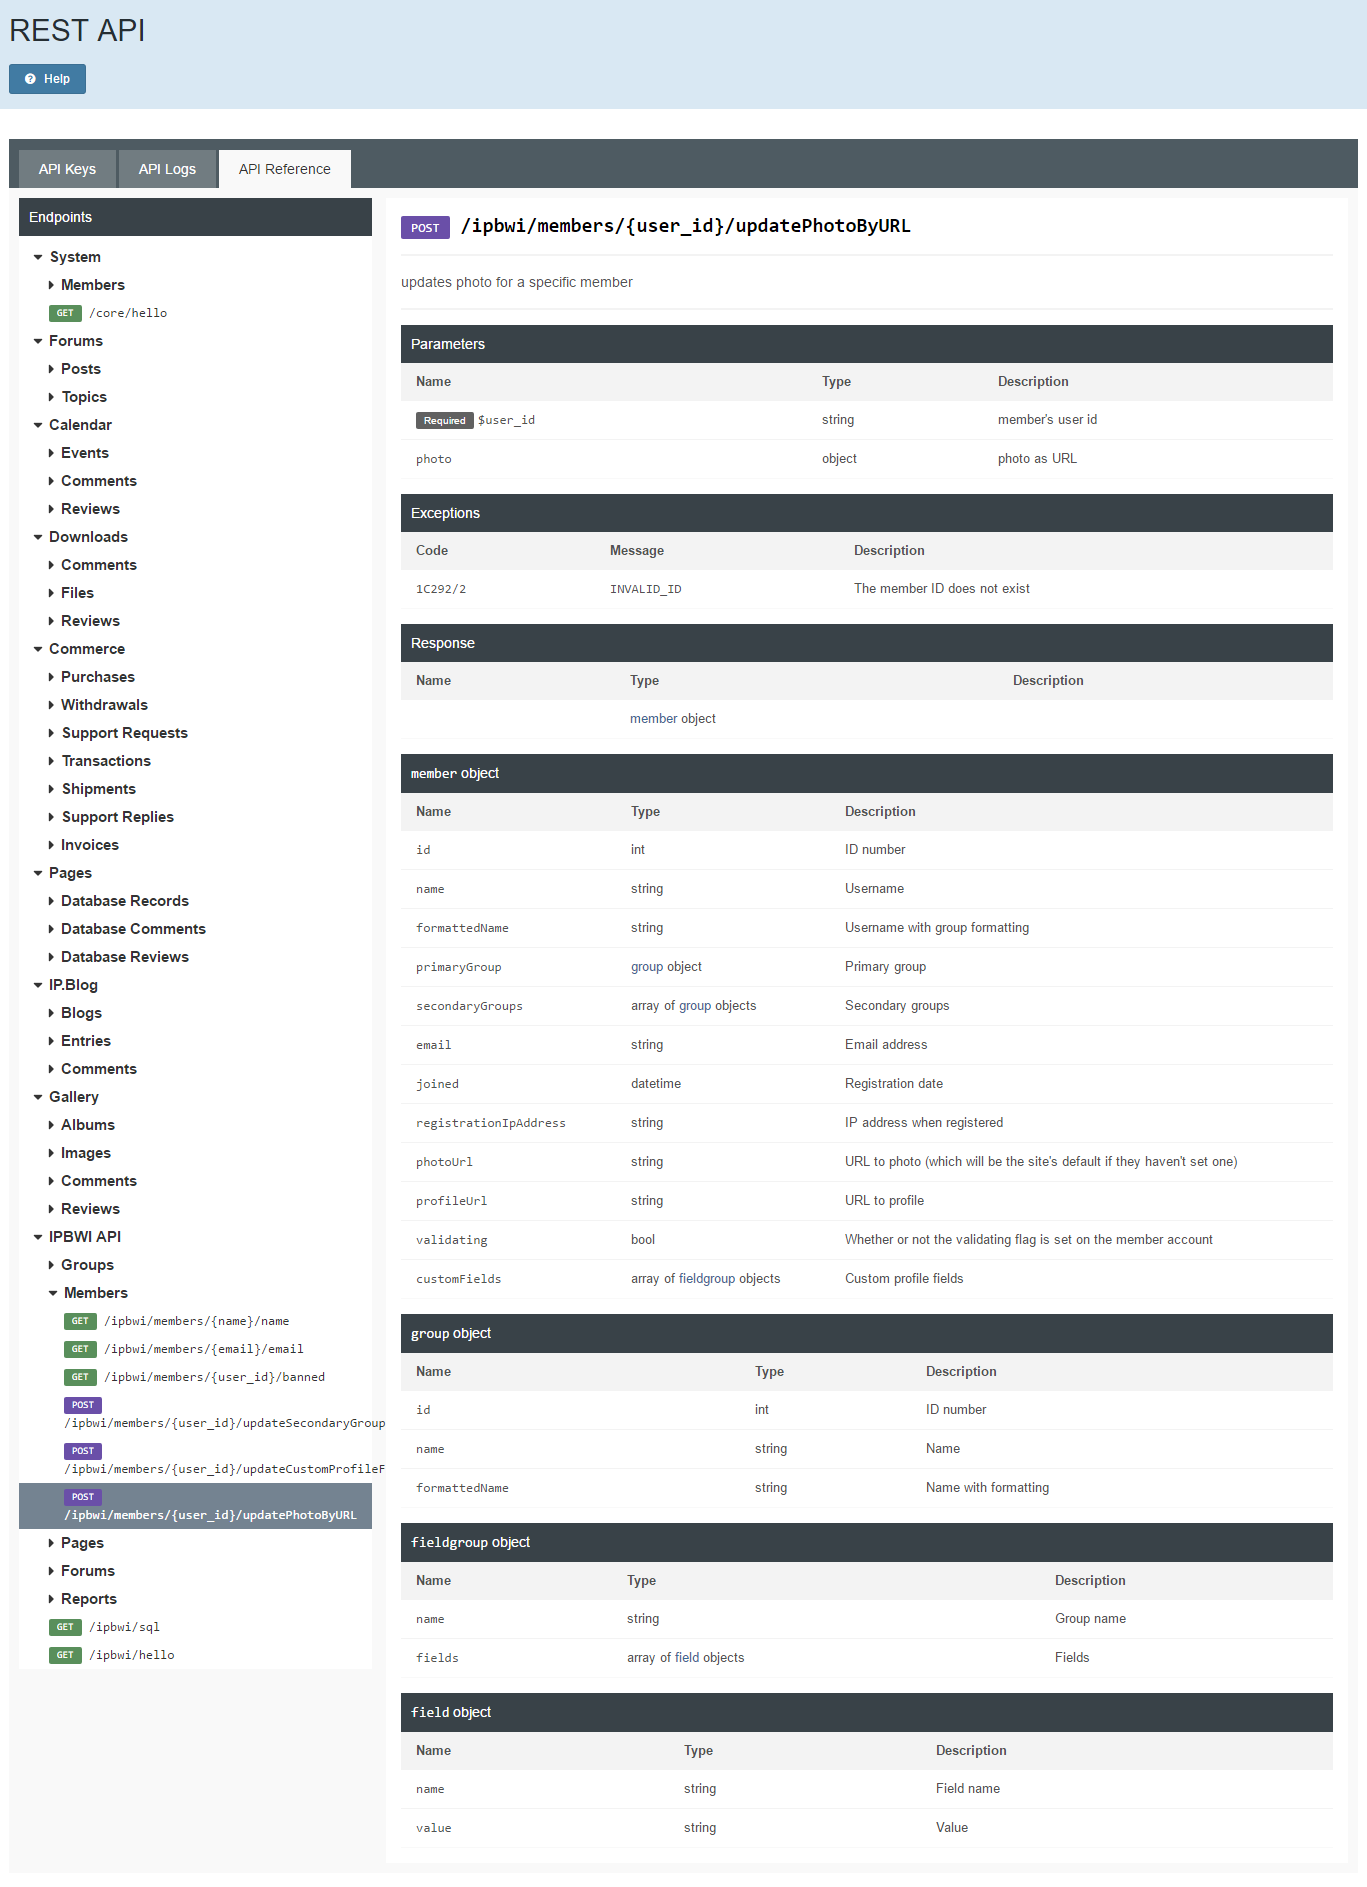 REST API
Help
API Keys API Logs API Reference
Endpoints
System
Members
GET /core/hello
Forums
Posts
Topics
Calendar
Events
Comments
Reviews
Downloads
Comments
Files
Reviews
Commerce
Purchases
Withdrawals
Support Requests
Transactions
Shipments
Support Replies
Invoices
Pages
Database Records
Database Comments
Database Reviews
IP.Blog
Blogs
Entries
Comments
Gallery
Albums
Images
Comments
Reviews
IPBWI API
Groups
Members
GET /ipbwi/members/{name}/name
GET /ipbwi/members/{email}/email
GET /ipbwi/members/{user_id}/banned
POST
/ipbwi/members/{user_id}/updateSecondaryGroup
POST
/ipbwi/members/{user_id}/updateCustomProfileF
POST
/ipbwi/members/{user_id}/updatePhotoByURL
Pages
Forums
Reports
GET /ipbwi/sql
GET /ipbwi/hello
POST /ipbwi/members/{user_id}/updatePhotoByURL
updates photo for a specific member
Parameters
Name Type Description
Required $user_id string member's user id
photo object photo as URL
Exceptions
Code Message Description
1C292/2 INVALID_ID The member ID does not exist
Response
Name Type Description
member object
member object
Name Type Description
id int ID number
name string Username
formattedName string Username with group formatting
primaryGroup group object Primary group
secondaryGroups array of group objects Secondary groups
email string Email address
joined datetime Registration date
registrationIpAddress string IP address when registered
photoUrl string URL to photo (which will be the site's default if they haven't set one)
profileUrl string URL to profile
validating bool Whether or not the validating flag is set on the member account
customFields array of fieldgroup objects Custom profile fields
group object
Name Type Description
id int ID number
name string Name
formattedName string Name with formatting
fieldgroup object
Name Type Description
name string Group name
fields array of field objects Fields
field object
Name Type Description
name string Field name
value string Value